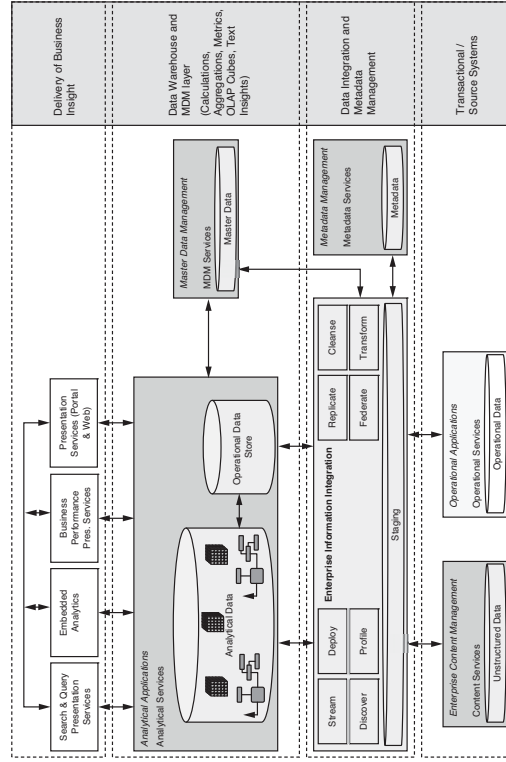 Delivery of Business
Insight
Search & Query
Presentation
Services
Embedded
Analytics
Business
Performance
Pres. Services
Presentation
Services (Portal
& Web)
Data Warehouse and
MDM layer
(Calculations,
Aggregations, Metrics,
OLAP Cubes, Text
Insights)
Analytical Applications
Analytical Services
Analytical Data
Operational Data
Store
Master Data Management
MDM Services
Master Data
Data Integration and
Metadata
Management
Stream
Deploy
Discover
Profile
Enterprise Information Integration
Replicate
Cleanse
Federate
Transform
Staging
Metadata Management
Metadata Services
Metadata
Transactional /
Source Systems
Enterprise Content Management
Content Services
Unstructured Data
Operational Applications
Operational Services
Operational Data